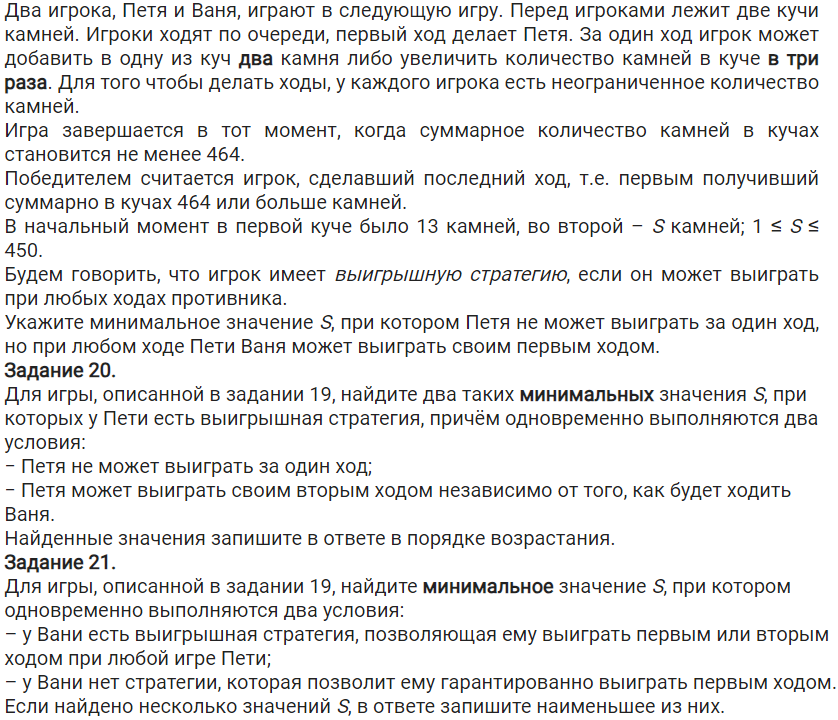 Два игрока, Петя и Ваня, играют в следующую игру. Перед игроками лежит две кучи
камней. Игроки ходят по очереди, первый ход делает Петя. За один ход игрок может
добавить в одну из куч два камня либо увеличить количество камней в куче в три
раза. Для того чтобы делать ходы, у каждого игрока есть неограниченное количество
камней.
Игра завершается в тот момент, когда суммарное количество камней в кучах
становится не менее 464.
Победителем считается игрок, сделавший последний ход, т.е. первым получивший
суммарно в кучах 464 или больше камней.
В начальный момент в первой куче было 13 камней, во второй – S камней; 1 ≤ S ≤
450.
Будем говорить, что игрок имеет выигрышную стратегию, если он может выиграть
при любых ходах противника.
Укажите минимальное значение S, при котором Петя не может выиграть за один ход,
но при любом ходе Пети Ваня может выиграть своим первым ходом.
Задание 20.
Для игры, описанной в задании 19, найдите два таких минимальных значения S, при
которых у Пети есть выигрышная стратегия, причём одновременно выполняются два
условия:
− Петя не может выиграть за один ход;
− Петя может выиграть своим вторым ходом независимо от того, как будет ходить
Ваня.
Найденные значения запишите в ответе в порядке возрастания.
Задание 21.
Для игры, описанной в задании 19, найдите минимальное значение S, при котором
одновременно выполняются два условия:
– у Вани есть выигрышная стратегия, позволяющая ему выиграть первым или вторым
ходом при любой игре Пети;
– у Вани нет стратегии, которая позволит ему гарантированно выиграть первым ходом.
Если найдено несколько значений S, в ответе запишите наименьшее из них.